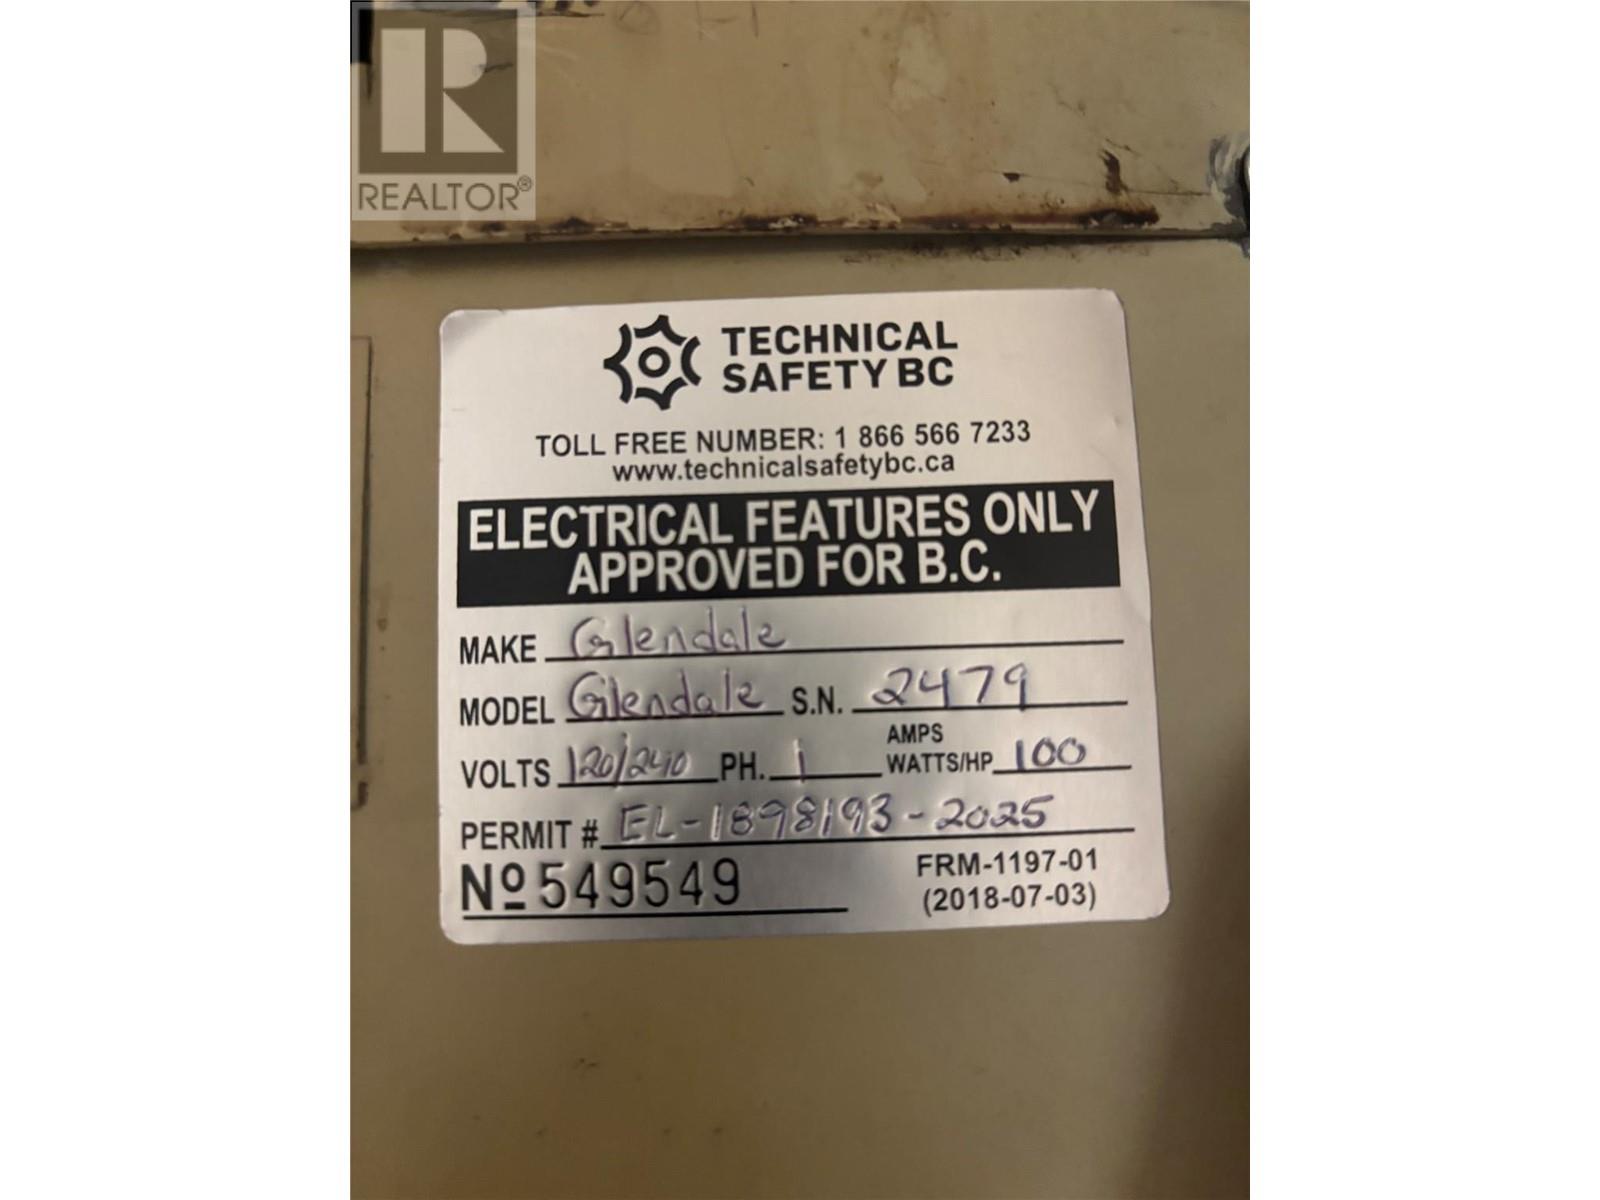 REALTOR®
TECHNICAL
SAFETY BC
TOLL FREE NUMBER: 1 866 566 7233
www.technicalsafetybc.ca
ELECTRICAL FEATURES ONLY
APPROVED FOR B.C.
MAKE Glendale
MODEL Glendale S.N. 2479
VOLTS 120/240 PH. 1 AMPS WATTS/HP 100
PERMIT # EL-1898193-2025
Nº 549549
FRM-1197-01
(2018-07-03)